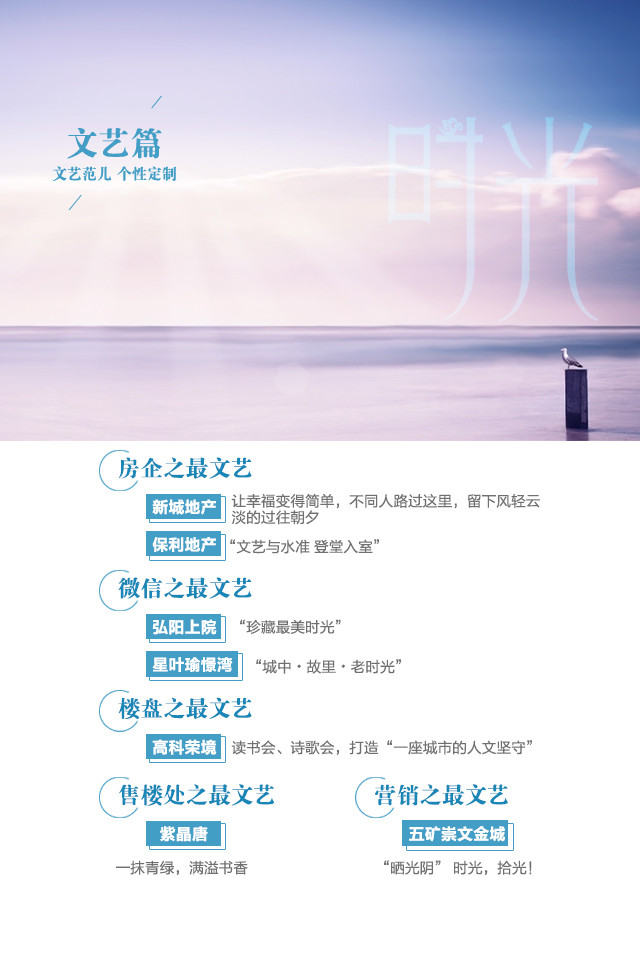 文艺篇
文艺范儿 个性定制
时光
房企之最文艺
新城地产
让幸福变得简单，不同人路过这里，留下风轻云
淡的过往朝夕
保利地产
“文艺与水准 登堂入室”
微信之最文艺
弘阳上院
“珍藏最美时光”
星叶瑜憬湾
“城中·故里·老时光”
楼盘之最文艺
高科荣境
读书会、诗歌会，打造“一座城市的人文坚守”
售楼处之最文艺
紫晶唐
一抹青绿，满溢书香
营销之最文艺
五矿崇文金城
“晒光阴” 时光，拾光！